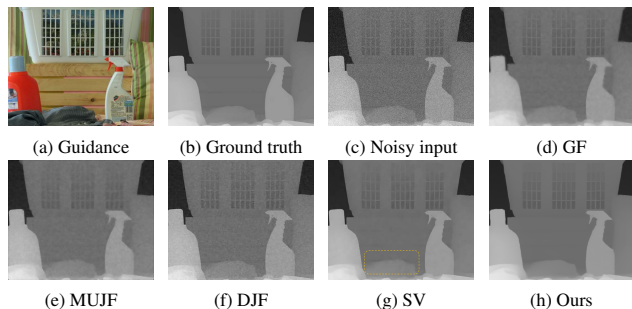 (a) Guidance (b) Ground truth (c) Noisy input (d) GF
(e) MUJF (f) DJF (g) SV (h) Ours